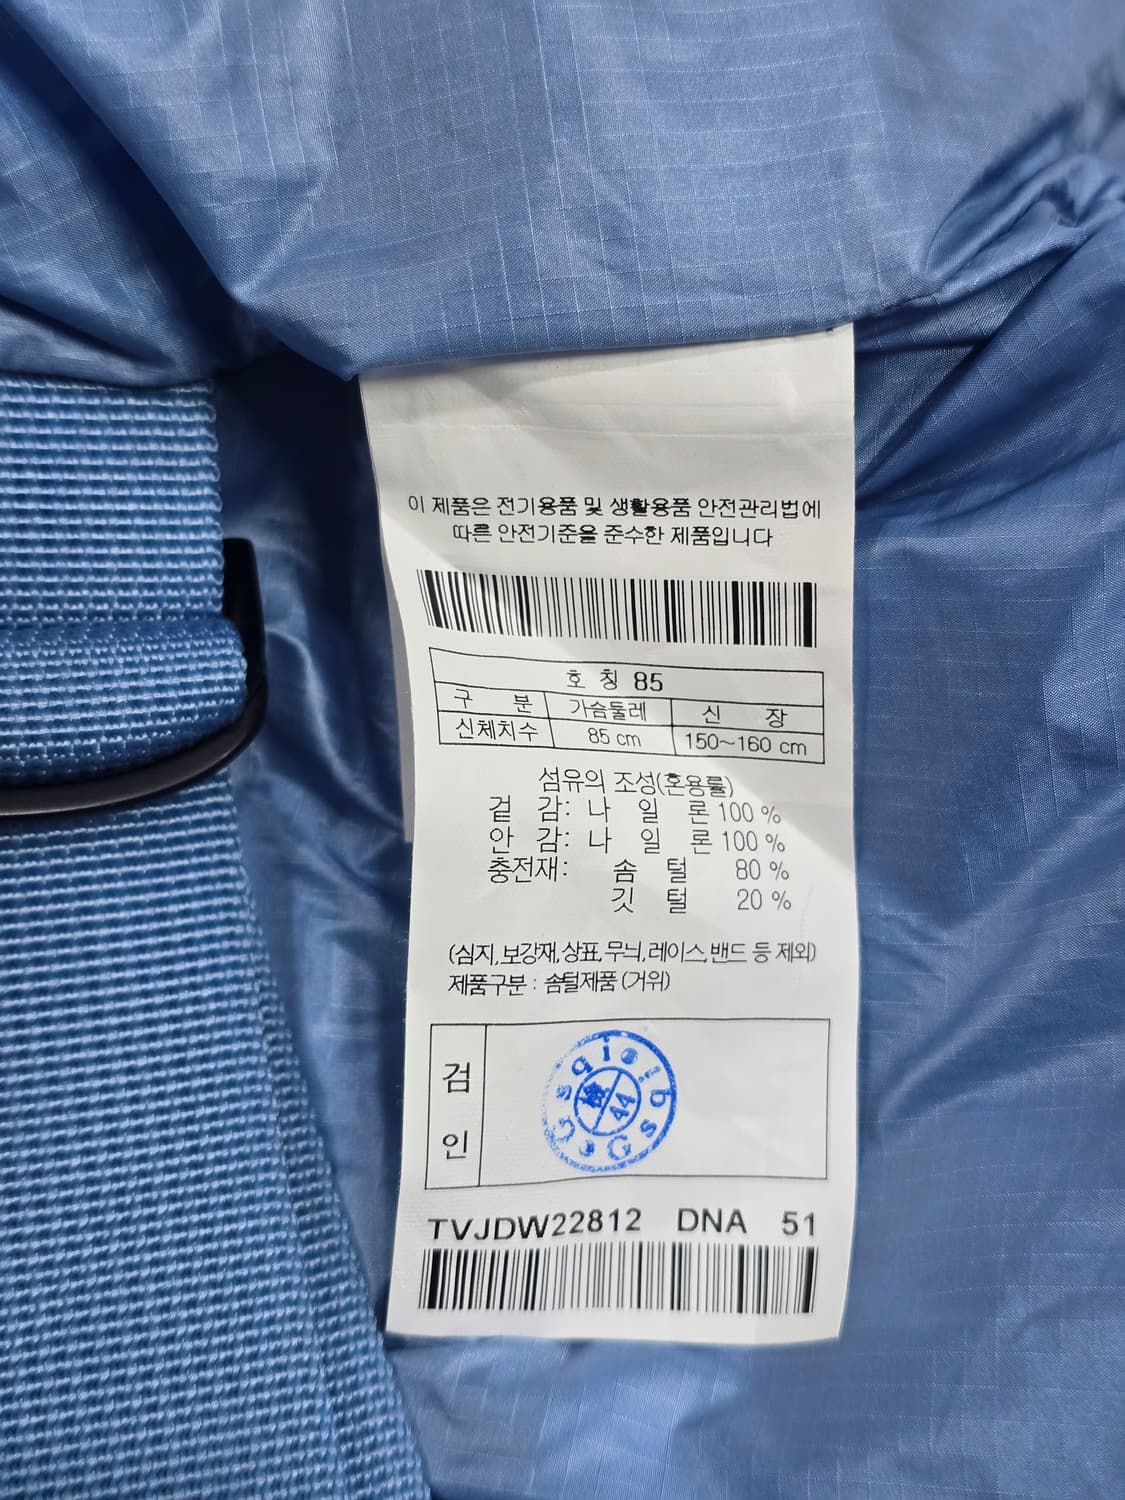 이 제품은 전기용품 및 생활용품 안전관리법에
따른 안전기준을 준수한 제품입니다
호 칭 85
구 분 가슴둘레 신 장
신체치수 85 cm 150~160 cm
섬유의 조성(혼용률)
겉 감: 나 일 론 100 %
안 감: 나 일 론 100 %
충전재: 솜 털 80 %
깃 털 20 %
(심지,보강재,상표,무늬,레이스,밴드 등 제외)
제품구분 : 솜털제품 (거위)
검
인
44
TVJDW22812 DNA 51